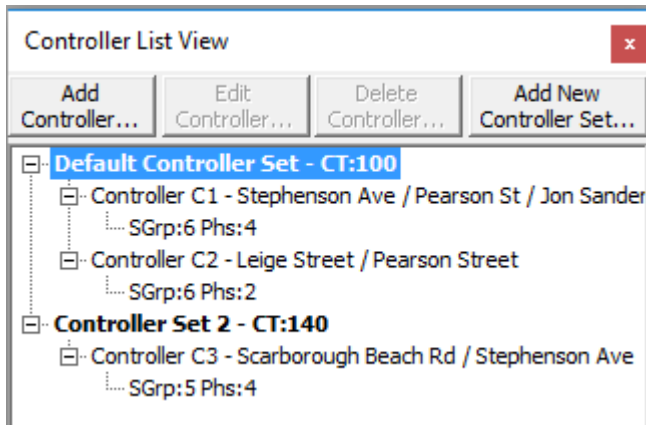 Controller List View
x
Add Controller...
Edit Controller...
Delete Controller...
Add New Controller Set...
Default Controller Set - CT:100
Controller C1 - Stephenson Ave / Pearson St / Jon Sander
SGrp:6 Phs:4
Controller C2 - Leige Street / Pearson Street
SGrp:6 Phs:2
Controller Set 2 - CT:140
Controller C3 - Scarborough Beach Rd / Stephenson Ave
SGrp:5 Phs:4